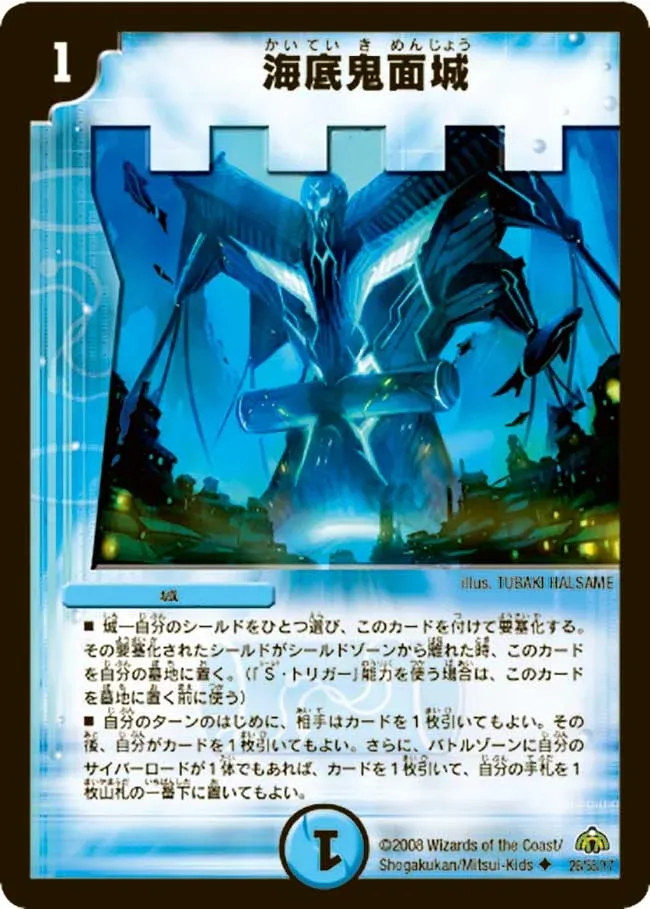 1
かいてい き めんじょう
海底鬼面城
illus. TUBAKI HALSAME
城
■ 城―自分のシールドをひとつ選び、このカードを付けて要塞化する。
その要塞化されたシールドがシールドゾーンから離れた時、このカード
を自分の墓地に置く。(「S・トリガー」能力を使う場合は、このカード
を墓地に置く前に使う)
■ 自分のターンのはじめに、相手はカードを1枚引いてもよい。その
後、自分がカードを1枚引いてもよい。さらに、バトルゾーンに自分の
サイバーロードが1体でもあれば、カードを1枚引いて、自分の手札を1
枚山札の一番下に置いてもよい。
1
©2008 Wizards of the Coast/
Shogakukan/Mitsui-Kids ◆